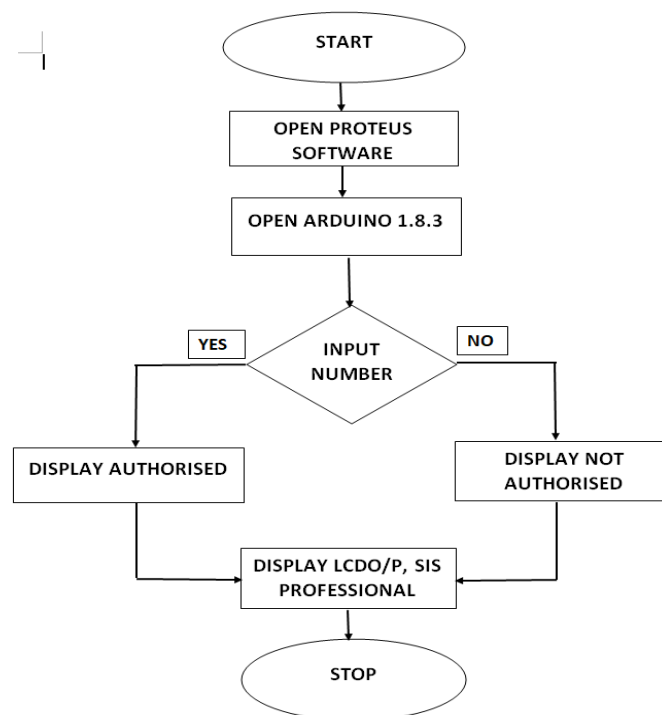 START
OPEN PROTEUS
SOFTWARE
OPEN ARDUINO 1.8.3
INPUT
NUMBER
YES
NO
DISPLAY AUTHORISED
DISPLAY NOT
AUTHORISED
DISPLAY LCDO/P, SIS
PROFESSIONAL
STOP